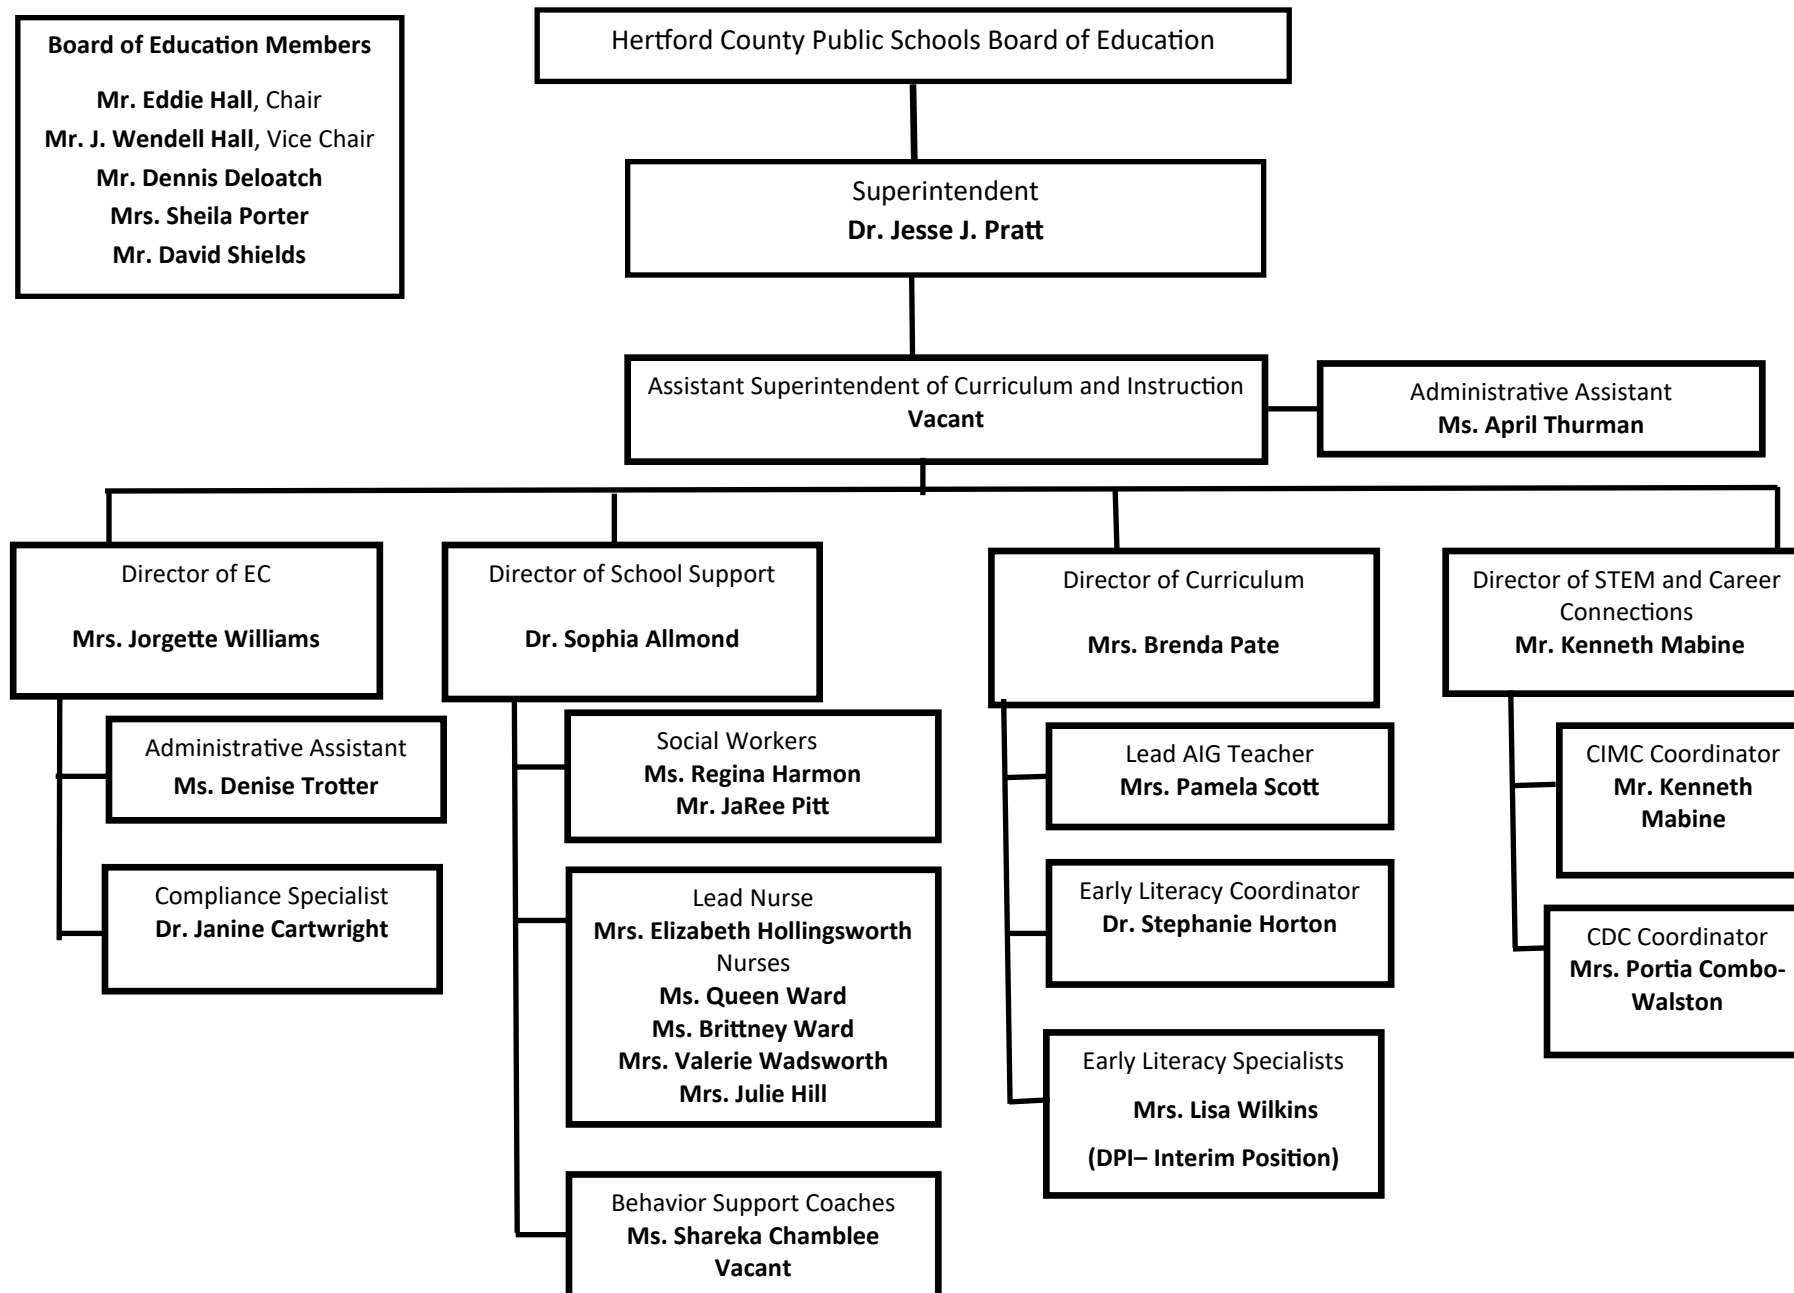 Board of Education Members
Mr. Eddie Hall, Chair
Mr. J. Wendell Hall, Vice Chair
Mr. Dennis Deloatch
Mrs. Sheila Porter
Mr. David Shields
Hertford County Public Schools Board of Education
Superintendent
Dr. Jesse J. Pratt
Assistant Superintendent of Curriculum and Instruction
Vacant
Administrative Assistant
Ms. April Thurman
Director of EC
Mrs. Jorgette Williams
Administrative Assistant
Ms. Denise Trotter
Compliance Specialist
Dr. Janine Cartwright
Director of School Support
Dr. Sophia Allmond
Social Workers
Ms. Regina Harmon
Mr. JaRee Pitt
Lead Nurse
Mrs. Elizabeth Hollingsworth
Nurses
Ms. Queen Ward
Ms. Brittney Ward
Mrs. Valerie Wadsworth
Mrs. Julie Hill
Behavior Support Coaches
Ms. Shareka Chamblee
Vacant
Director of Curriculum
Mrs. Brenda Pate
Lead AIG Teacher
Mrs. Pamela Scott
Early Literacy Coordinator
Dr. Stephanie Horton
Early Literacy Specialists
Mrs. Lisa Wilkins
(DPI– Interim Position)
Director of STEM and Career
Connections
Mr. Kenneth Mabine
CIMC Coordinator
Mr. Kenneth
Mabine
CDC Coordinator
Mrs. Portia Combo-
Walston